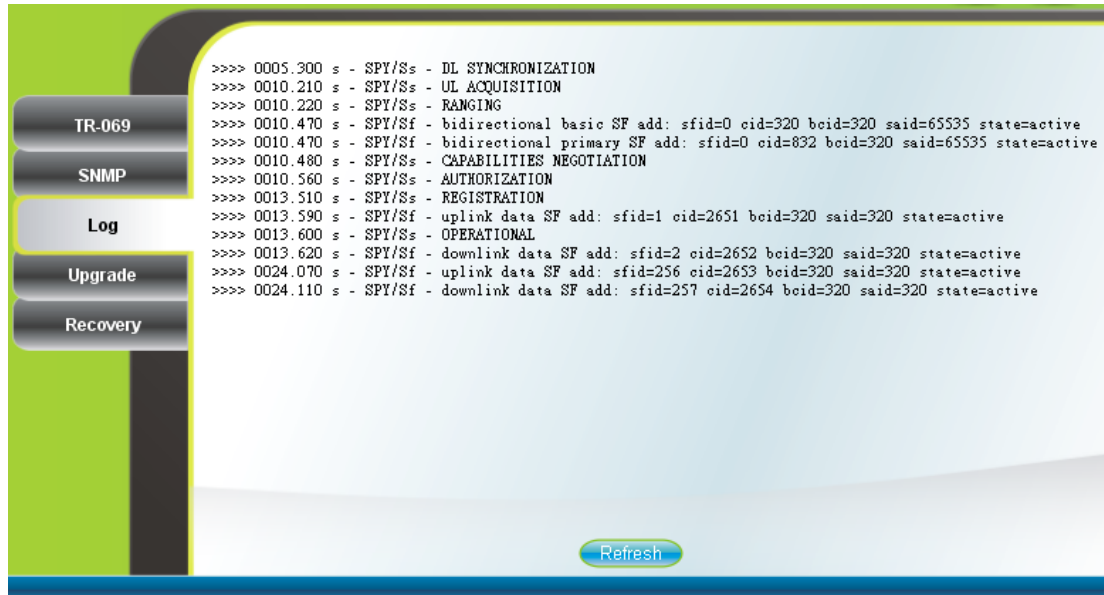 TR-069
SNMP
Log
Upgrade
Recovery
>>>> 0005.300 s - SPY/Ss - DL SYNCHRONIZATION
>>>> 0010.210 s - SPY/Ss - UL ACQUISITION
>>>> 0010.220 s - SPY/Ss - RANGING
>>>> 0010.470 s - SPY/Sf - bidirectional basic SF add: sfid=0 cid=320 bcid=320 said=65535 state=active
>>>> 0010.470 s - SPY/Sf - bidirectional primary SF add: sfid=0 cid=832 bcid=320 said=65535 state=active
>>>> 0010.480 s - SPY/Ss - CAPABILITIES NEGOTIATION
>>>> 0010.560 s - SPY/Ss - AUTHORIZATION
>>>> 0013.510 s - SPY/Ss - REGISTRATION
>>>> 0013.590 s - SPY/Sf - uplink data SF add: sfid=1 cid=2651 bcid=320 said=320 state=active
>>>> 0013.600 s - SPY/Ss - OPERATIONAL
>>>> 0013.620 s - SPY/Sf - downlink data SF add: sfid=2 cid=2652 bcid=320 said=320 state=active
>>>> 0024.070 s - SPY/Sf - uplink data SF add: sfid=256 cid=2653 bcid=320 said=320 state=active
>>>> 0024.110 s - SPY/Sf - downlink data SF add: sfid=257 cid=2654 bcid=320 said=320 state=active
Refresh